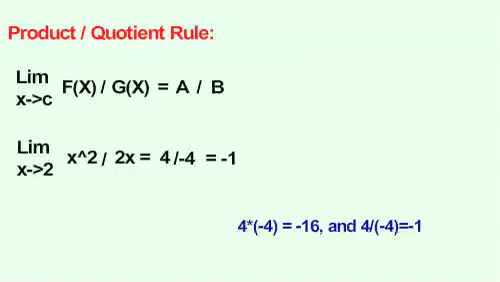 Product / Quotient Rule:
Lim
x->c F(X) / G(X) = A / B
Lim
x->2 x^2 / 2x = 4 /-4 = -1
4*(-4) = -16, and 4/(-4)=-1